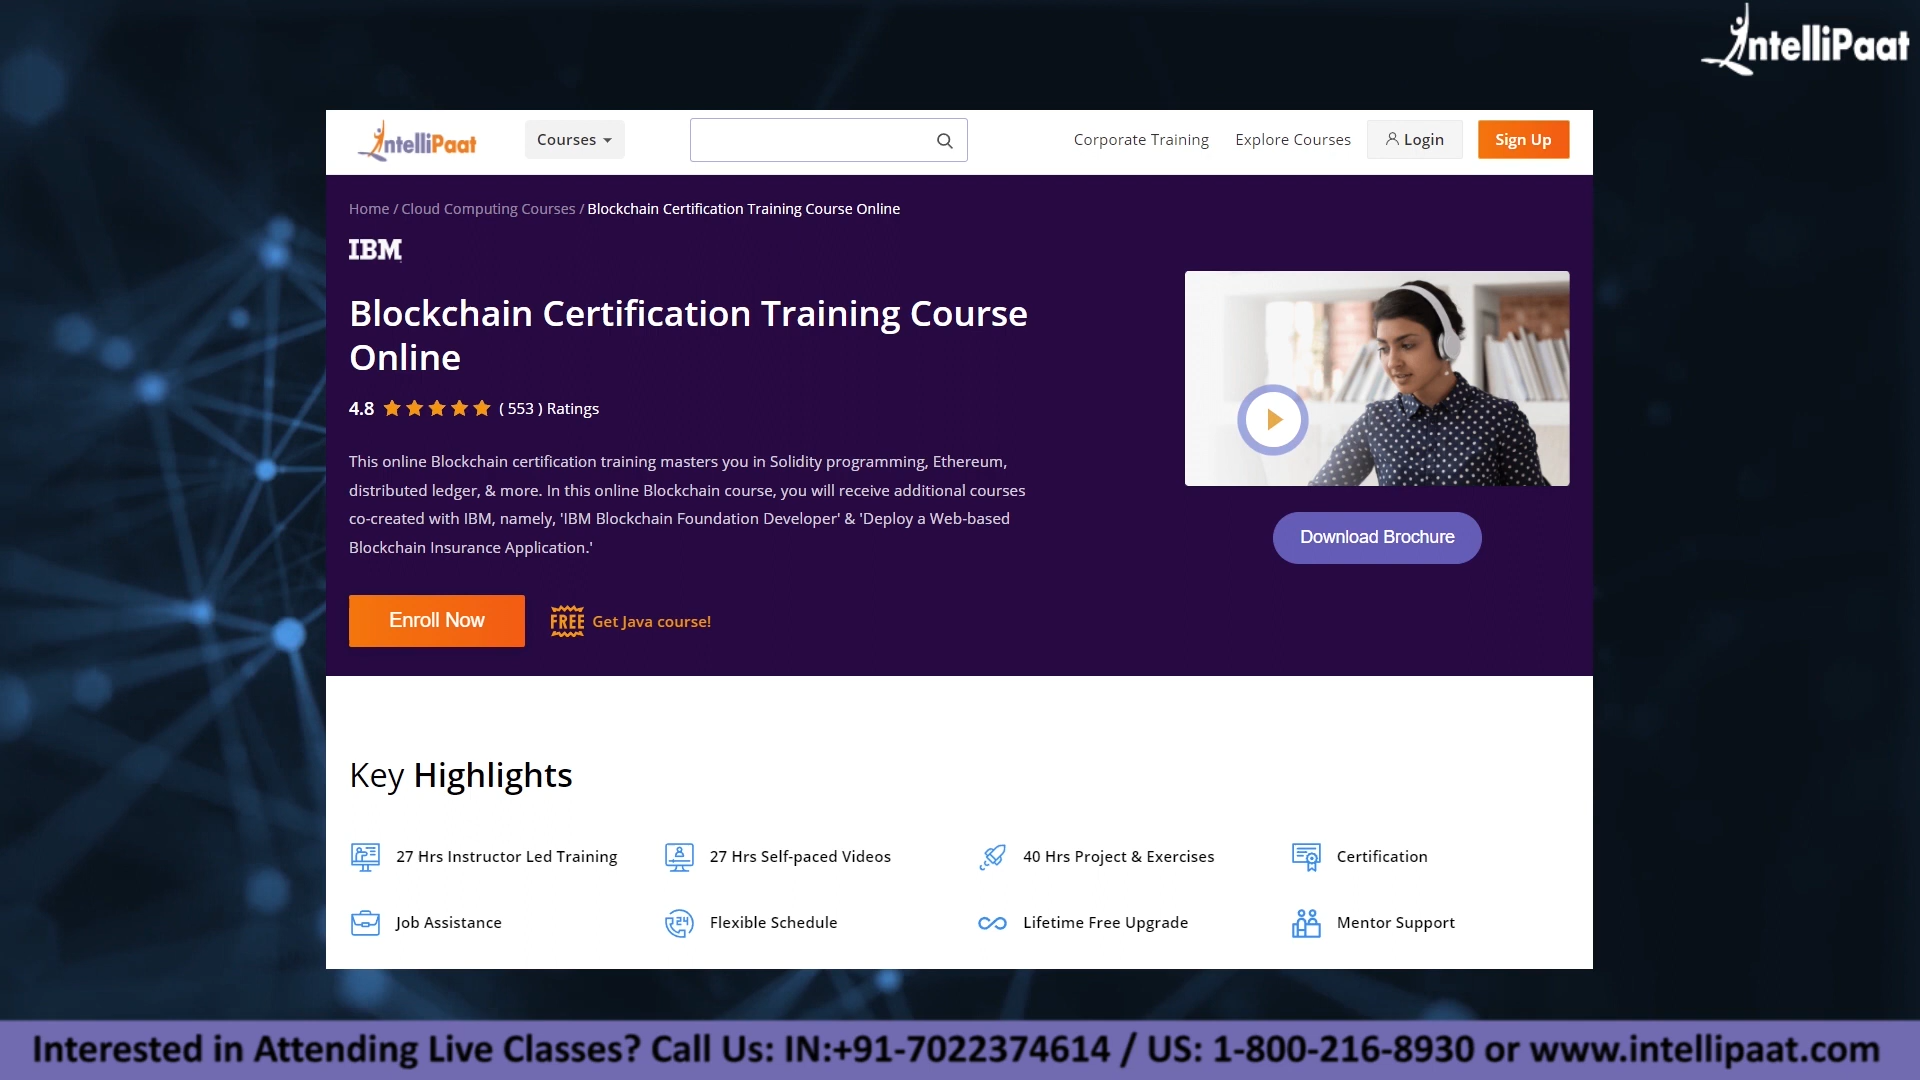 IntelliPaat
IntelliPaat
Courses
Corporate Training
Explore Courses
Login
Sign Up
Home / Cloud Computing Courses / Blockchain Certification Training Course Online
IBM
Blockchain Certification Training Course
Online
4.8 ( 553 ) Ratings
This online Blockchain certification training masters you in Solidity programming, Ethereum,
distributed ledger, & more. In this online Blockchain course, you will receive additional courses
co-created with IBM, namely, 'IBM Blockchain Foundation Developer' & 'Deploy a Web-based
Blockchain Insurance Application.'
Download Brochure
Enroll Now
FREE Get Java course!
Key Highlights
27 Hrs Instructor Led Training
27 Hrs Self-paced Videos
40 Hrs Project & Exercises
Certification
Job Assistance
24
Flexible Schedule
Lifetime Free Upgrade
Mentor Support
Interested in Attending Live Classes? Call Us: IN:+91-7022374614 / US: 1-800-216-8930 or www.intellipaat.com